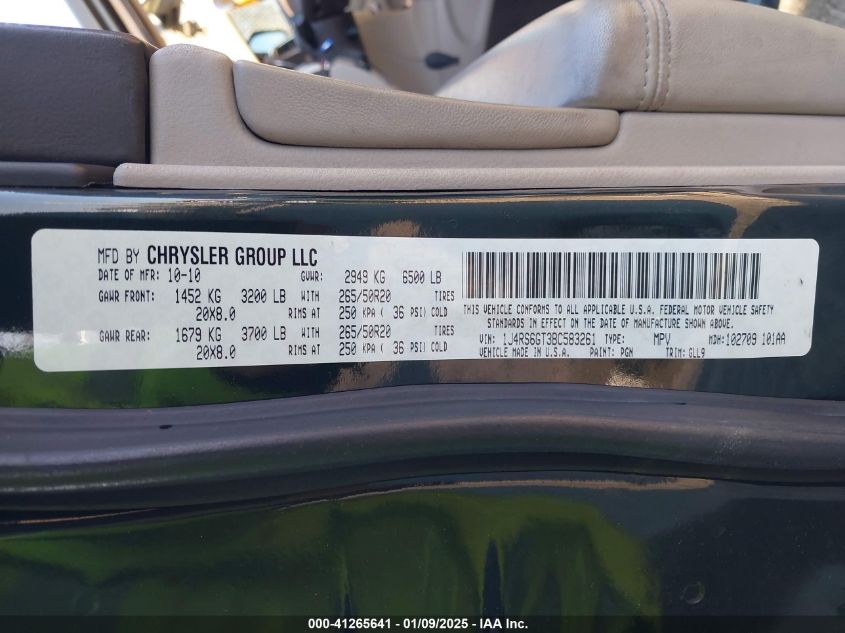 MFD BY CHRYSLER GROUP LLC
DATE OF MFR: 10-10 GVWR: 2949 KG 6500 LB
GAWR FRONT: 1452 KG 3200 LB WITH 265/50R20 TIRES
20X8.0 RIMS AT 250 KPA ( 36 PSI) COLD
GAWR REAR: 1679 KG 3700 LB WITH 265/50R20 TIRES
20X8.0 RIMS AT 250 KPA ( 36 PSI) COLD
THIS VEHICLE CONFORMS TO ALL APPLICABLE U.S.A. FEDERAL MOTOR VEHICLE SAFETY
STANDARDS IN EFFECT ON THE DATE OF MANUFACTURE SHOWN ABOVE.
VIN: 1J4RS6GT3BC583261 TYPE: MPV MDH: 102709 101AA
VEHICLE MADE IN U.S.A. PAINT: PGN TRIM: GLL9
000-41265641 - 01/09/2025 - IAA Inc.